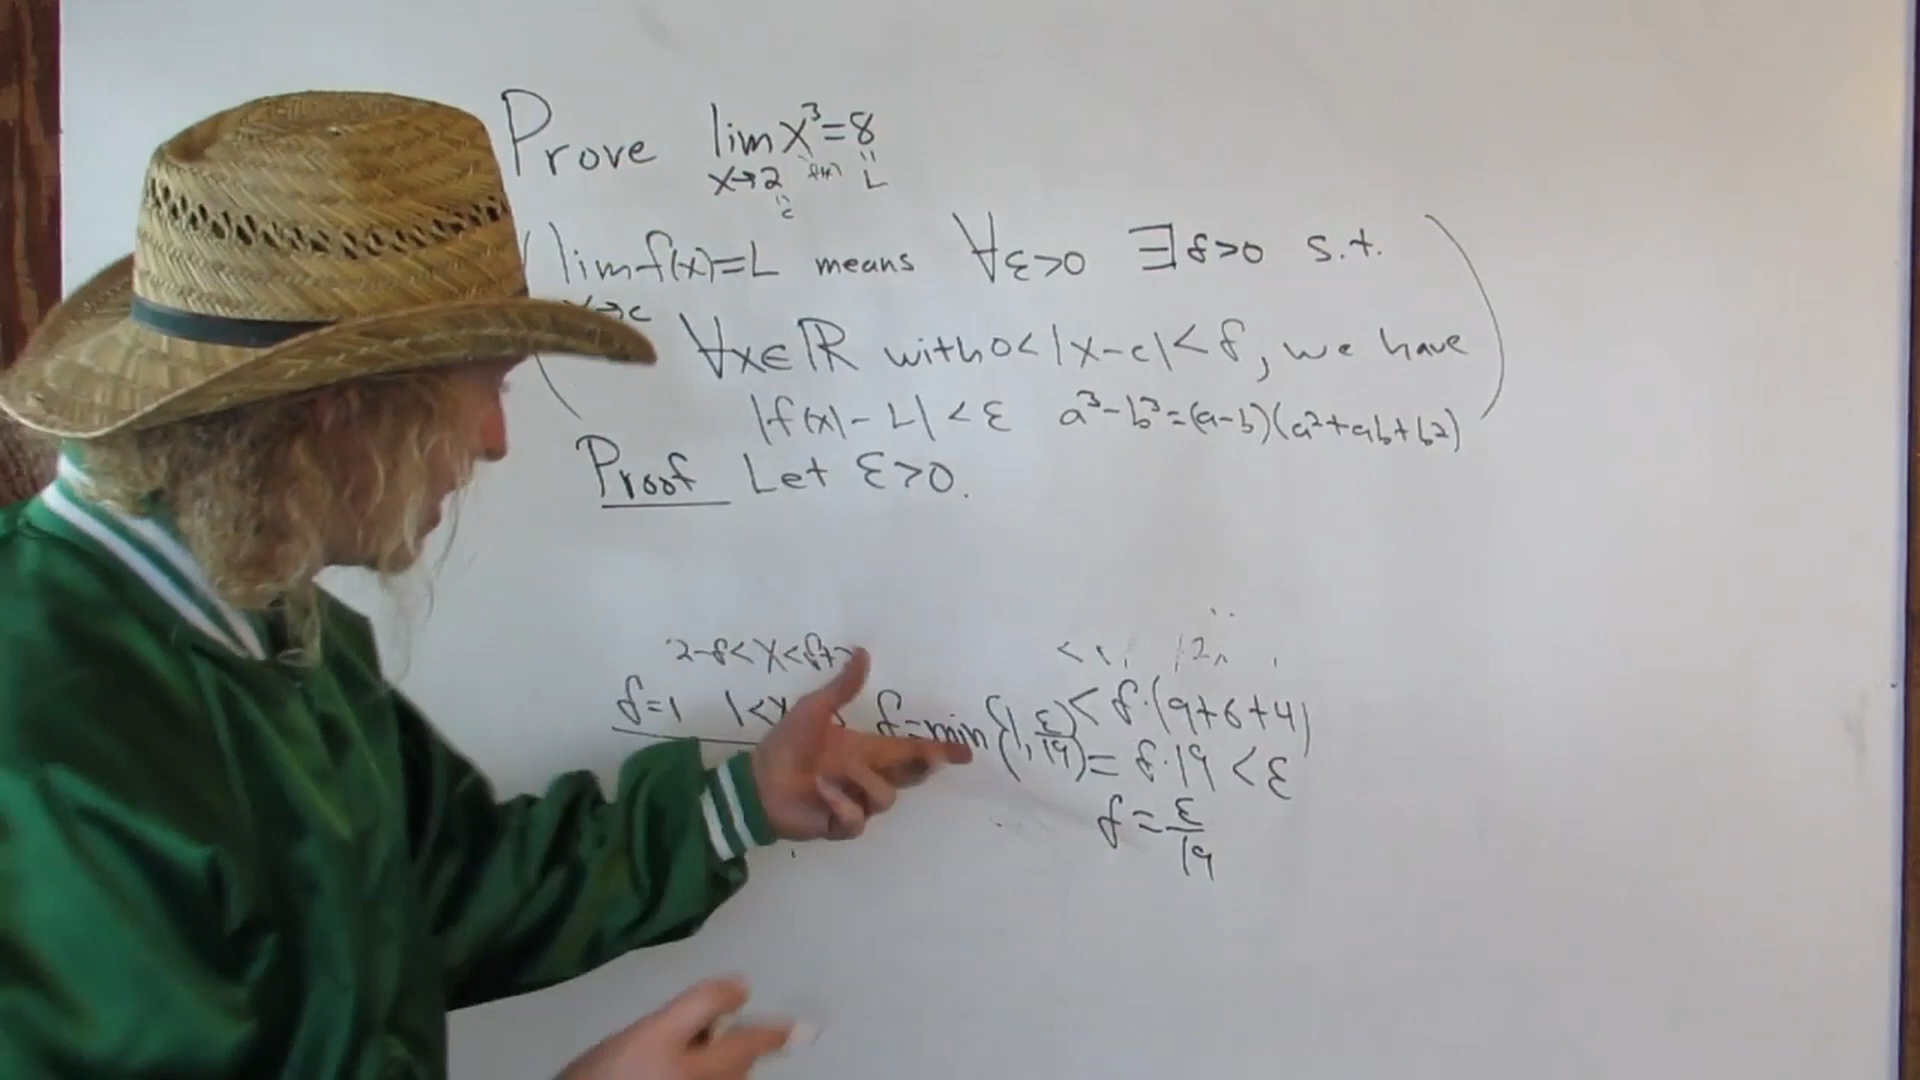 Prove lim x³=8
x→2 f(x) L
c
lim f(x)=L means ∀ε>0 ∃δ>0 s.t.
x→c
∀x∈ℝ with 0<|x-c|<δ, we have
|f(x)-L|<ε a³-b³=(a-b)(a²+ab+b²)
Proof Let ε>0.
2-δ<x<δ+2
δ=1 1<x δ=min{1, ε/19} <δ·(9+6+4)
=δ·19<ε
δ=ε/19